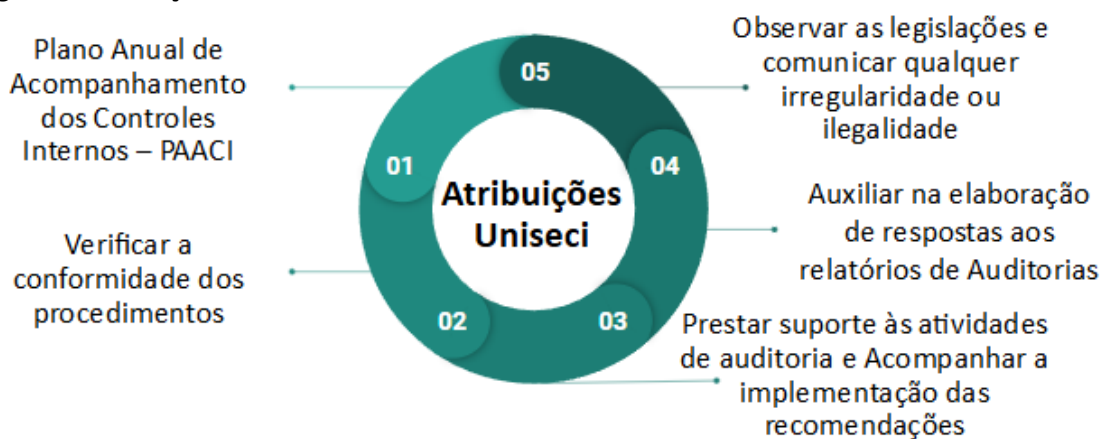 Plano Anual de
Acompanhamento
dos Controles
Internos – PAACI
Verificar a
conformidade dos
procedimentos
01
02
03
04
05
Atribuições
Uniseci
Observar as legislações e
comunicar qualquer
irregularidade ou
ilegalidade
Auxiliar na elaboração
de respostas aos
relatórios de Auditorias
Prestar suporte às atividades
de auditoria e Acompanhar a
implementação das
recomendações